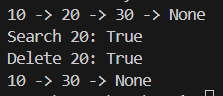 10 -> 20 -> 30 -> None
Search 20: True
Delete 20: True
10 -> 30 -> None